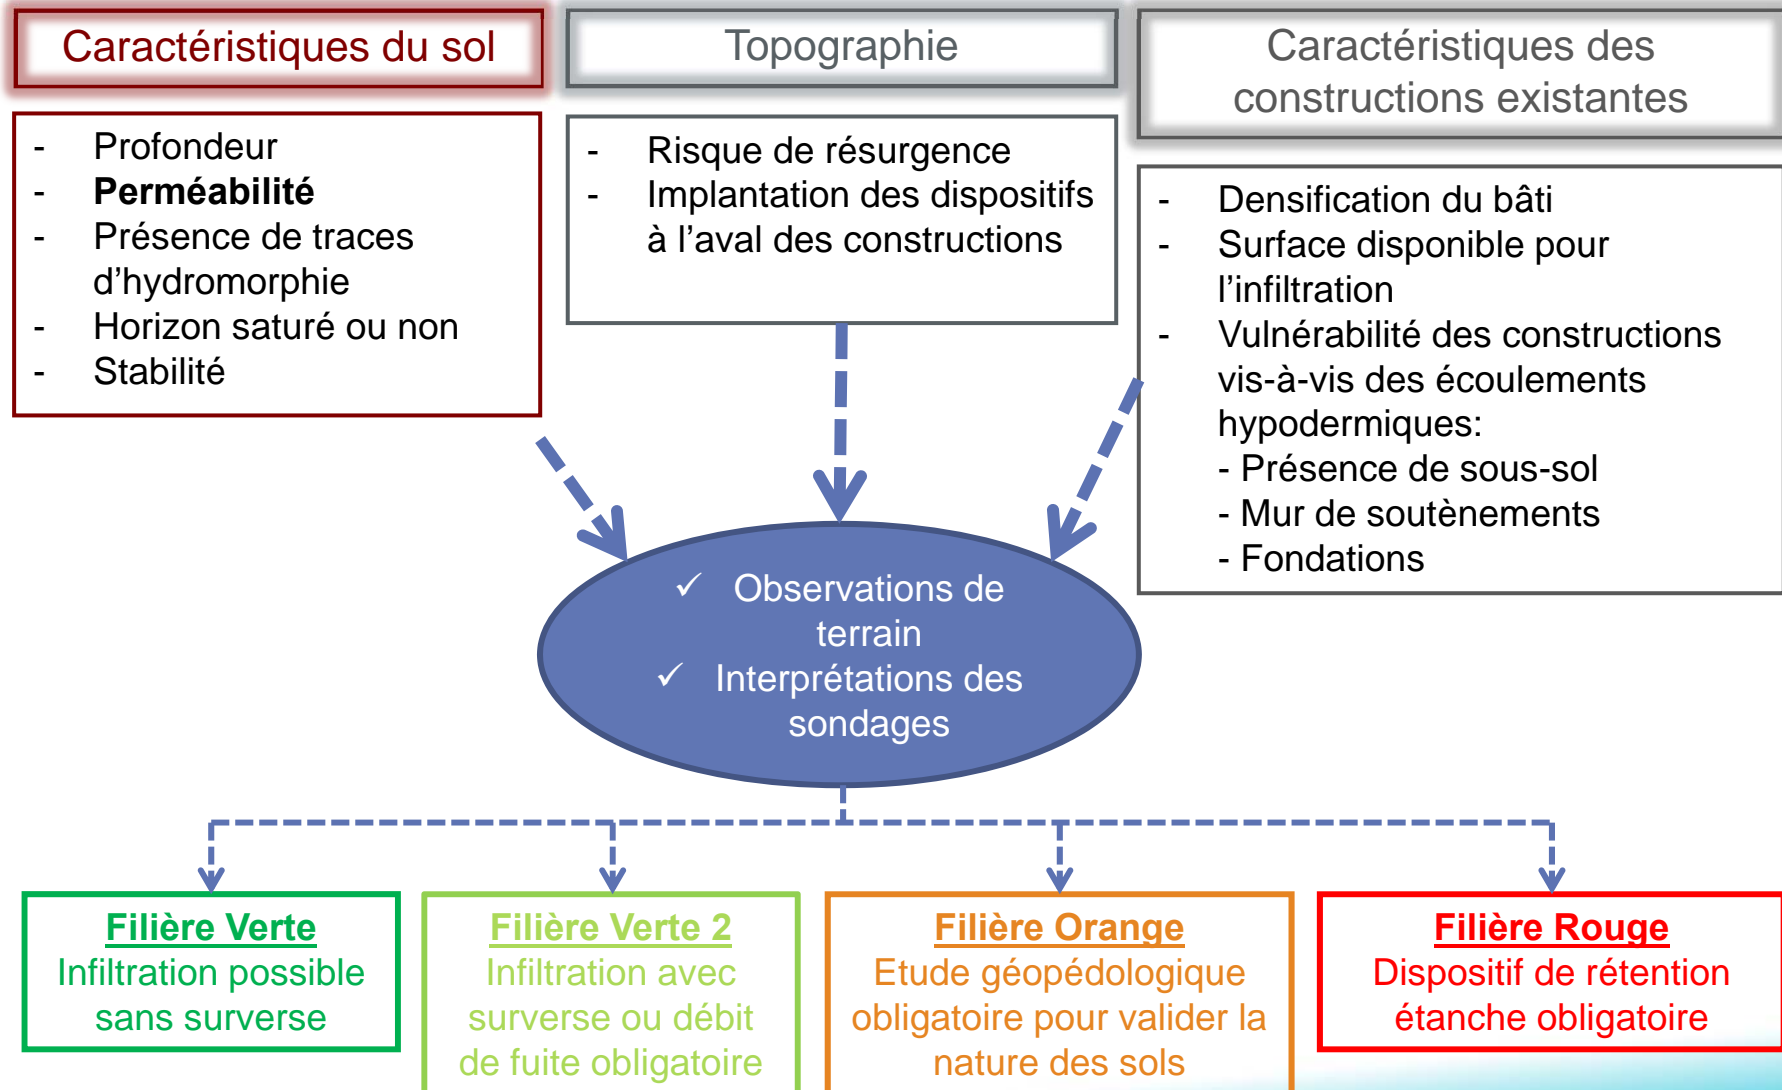 Caractéristiques du sol
- Profondeur
- Perméabilité
- Présence de traces
d’hydromorphie
- Horizon saturé ou non
- Stabilité
Topographie
- Risque de résurgence
- Implantation des dispositifs
à l’aval des constructions
Caractéristiques des
constructions existantes
- Densification du bâti
- Surface disponible pour
l’infiltration
- Vulnérabilité des constructions
vis-à-vis des écoulements
hypodermiques:
- Présence de sous-sol
- Mur de soutènements
- Fondations
✓ Observations de
terrain
✓ Interprétations des
sondages
Filière Verte
Infiltration possible
sans surverse
Filière Verte 2
Infiltration avec
surverse ou débit
de fuite obligatoire
Filière Orange
Etude géopédologique
obligatoire pour valider la
nature des sols
Filière Rouge
Dispositif de rétention
étanche obligatoire